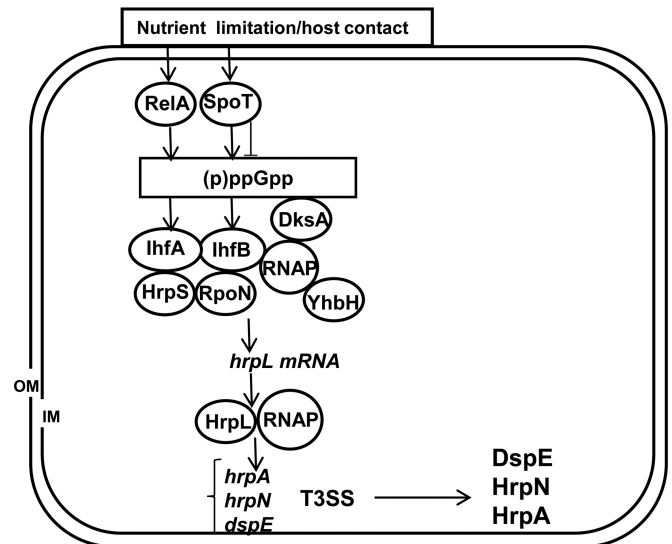 Nutrient limitation/host contact
RelA SpoT
(p)ppGpp
DksA
IhfA IhfB RNAP
HrpS RpoN YhbH
hrpL mRNA
OM
IM
HrpL RNAP
hrpA
hrpN
dspE
T3SS
DspE
HrpN
HrpA